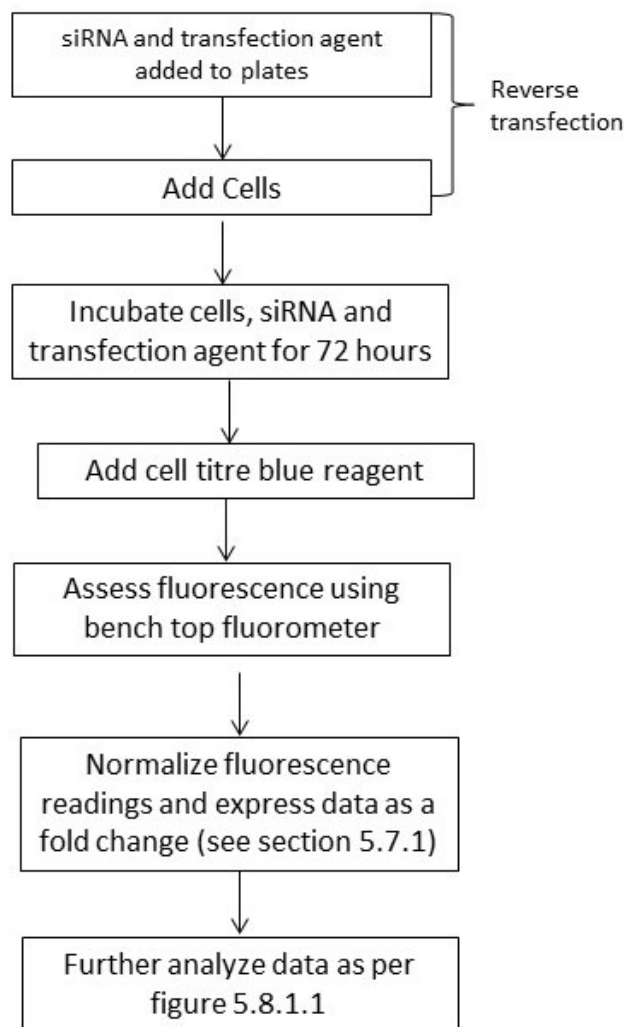 siRNA and transfection agent
added to plates
Reverse
transfection
Add Cells
Incubate cells, siRNA and
transfection agent for 72 hours
Add cell titre blue reagent
Assess fluorescence using
bench top fluorometer
Normalize fluorescence
readings and express data as a
fold change (see section 5.7.1)
Further analyze data as per
figure 5.8.1.1